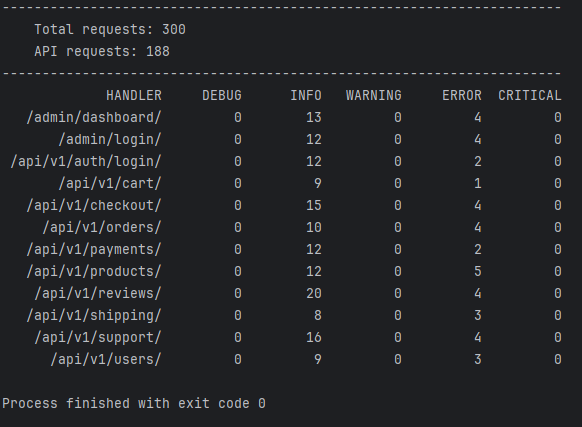 ----------------------------------------------------------------------
    Total requests: 300
    API requests: 188
----------------------------------------------------------------------
             HANDLER     DEBUG      INFO   WARNING     ERROR  CRITICAL
   /admin/dashboard/         0        13         0         4         0
       /admin/login/         0        12         0         4         0
 /api/v1/auth/login/         0        12         0         2         0
       /api/v1/cart/         0         9         0         1         0
   /api/v1/checkout/         0        15         0         4         0
     /api/v1/orders/         0        10         0         4         0
   /api/v1/payments/         0        12         0         2         0
   /api/v1/products/         0        12         0         5         0
    /api/v1/reviews/         0        20         0         4         0
   /api/v1/shipping/         0         8         0         3         0
    /api/v1/support/         0        16         0         4         0
      /api/v1/users/         0         9         0         3         0
Process finished with exit code 0